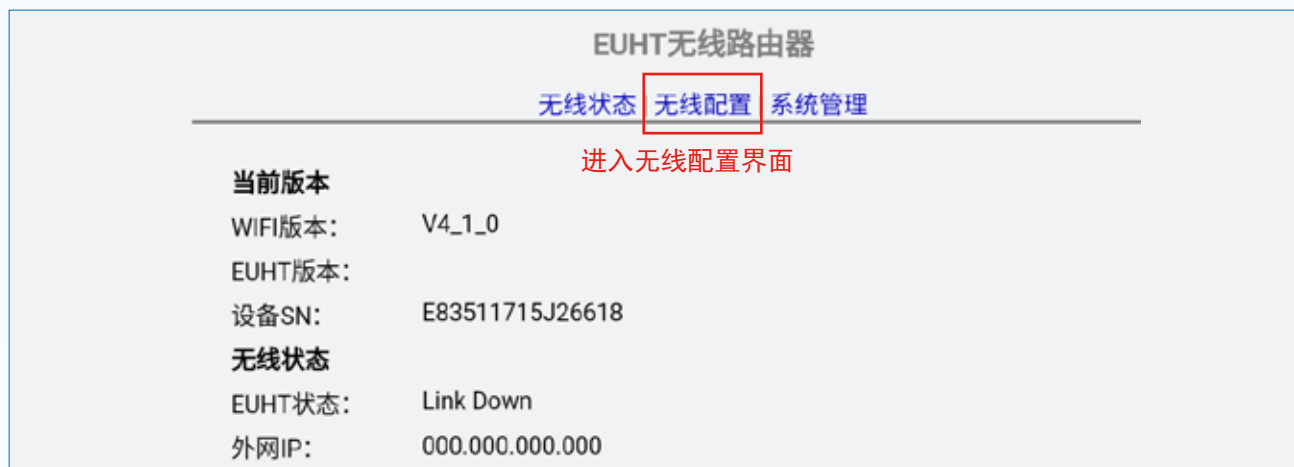 EUHT无线路由器
无线状态 | 无线配置 | 系统管理
进入无线配置界面
当前版本
WIFI版本： V4_1_0
EUHT版本：
设备SN： E83511715J26618
无线状态
EUHT状态： Link Down
外网IP： 000.000.000.000